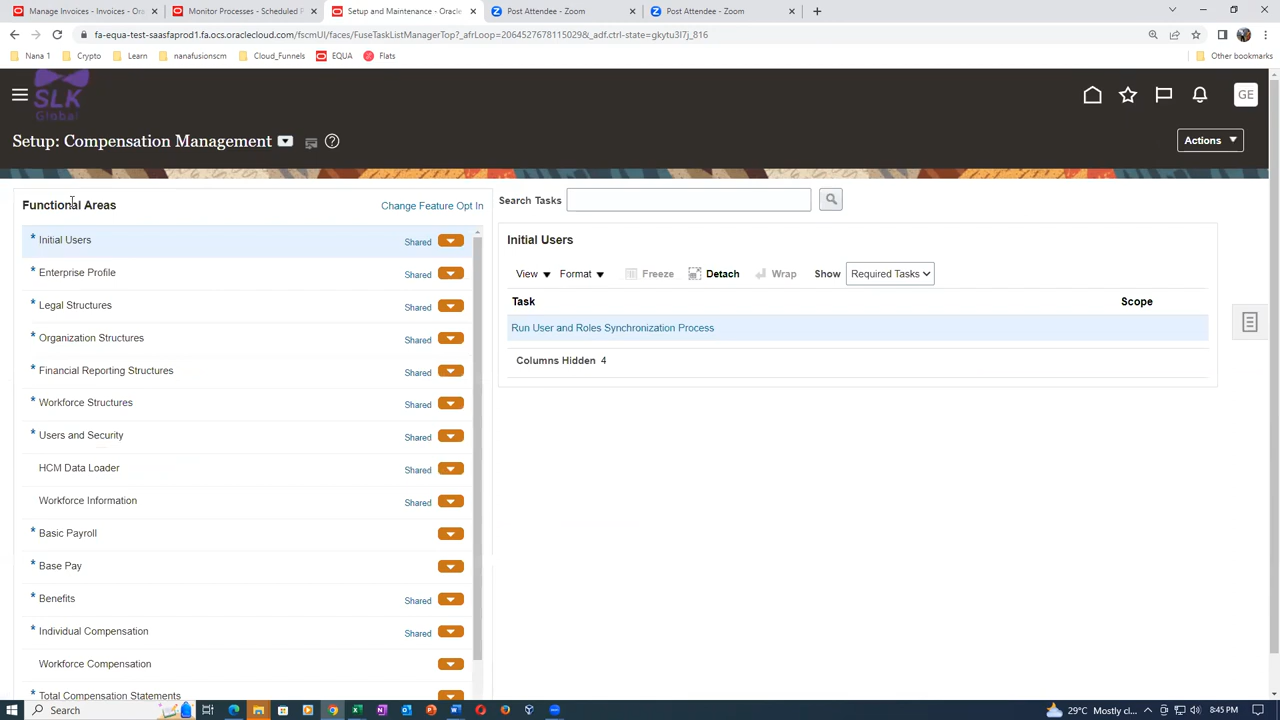 Manage Invoices - Invoices - Ora
Monitor Processes - Scheduled P
Setup and Maintenance - Oracle
Post Attendee - Zoom
Post Attendee - Zoom
fa-equa-test-saasfaprod1.fa.ocs.oraclecloud.com/fscmUI/faces/FuseTaskListManagerTop?_afrLoop=2064527678115029&_adf.ctrl-state=gkytu3l7j_816
Nana 1
Crypto
Learn
nanafusionscm
Cloud_Funnels
EQUA
Flats
Other bookmarks
SLK
Global
GE
Setup: Compensation Management
Actions
Functional Areas
Change Feature Opt In
* Initial Users Shared
* Enterprise Profile Shared
* Legal Structures Shared
* Organization Structures Shared
* Financial Reporting Structures Shared
* Workforce Structures Shared
* Users and Security Shared
HCM Data Loader Shared
Workforce Information Shared
* Basic Payroll
* Base Pay
* Benefits Shared
* Individual Compensation Shared
Workforce Compensation
* Total Compensation Statements
Search Tasks
Initial Users
View Format Freeze Detach Wrap Show Required Tasks
Task Scope
Run User and Roles Synchronization Process
Columns Hidden 4
Search
29°C Mostly cl...
8:45 PM